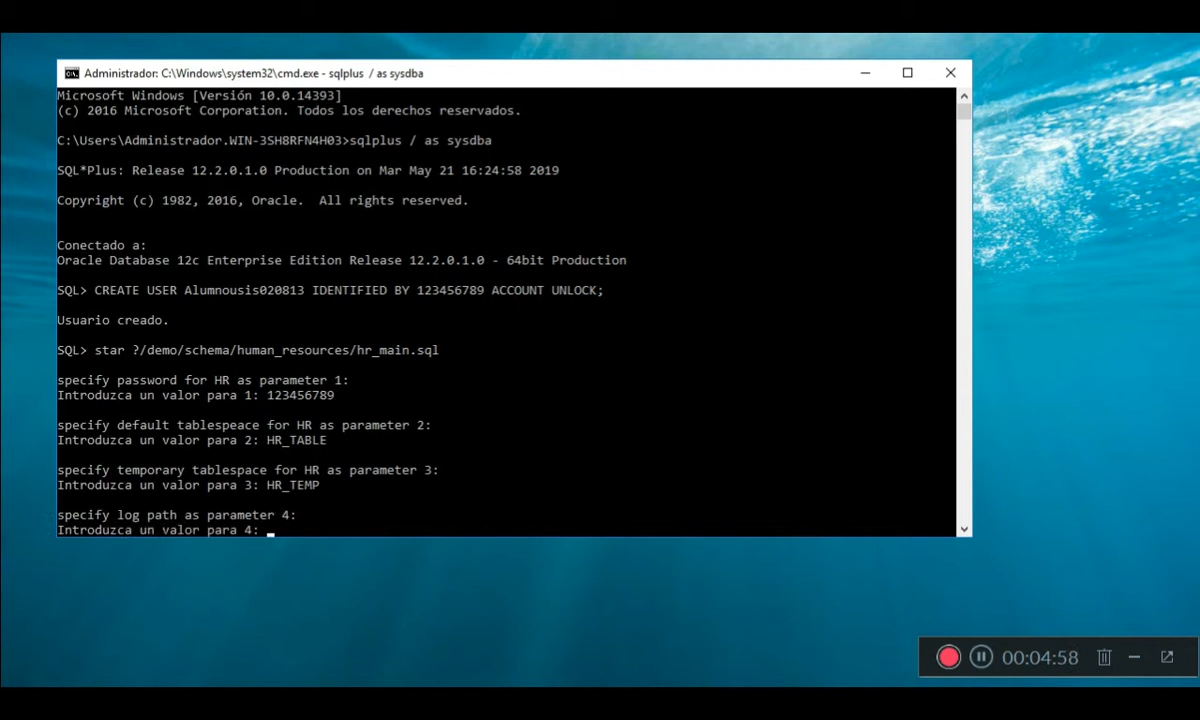 Administrador: C:\Windows\system32\cmd.exe - sqlplus / as sysdba
Microsoft Windows [Versión 10.0.14393]
(c) 2016 Microsoft Corporation. Todos los derechos reservados.
C:\Users\Administrador.WIN-3SH8RFN4H03>sqlplus / as sysdba
SQL*Plus: Release 12.2.0.1.0 Production on Mar May 21 16:24:58 2019
Copyright (c) 1982, 2016, Oracle.  All rights reserved.
Conectado a:
Oracle Database 12c Enterprise Edition Release 12.2.0.1.0 - 64bit Production
SQL> CREATE USER Alumnousis020813 IDENTIFIED BY 123456789 ACCOUNT UNLOCK;
Usuario creado.
SQL> star ?/demo/schema/human_resources/hr_main.sql
specify password for HR as parameter 1:
Introduzca un valor para 1: 123456789
specify default tablespeace for HR as parameter 2:
Introduzca un valor para 2: HR_TABLE
specify temporary tablespace for HR as parameter 3:
Introduzca un valor para 3: HR_TEMP
specify log path as parameter 4:
Introduzca un valor para 4:
00:04:58